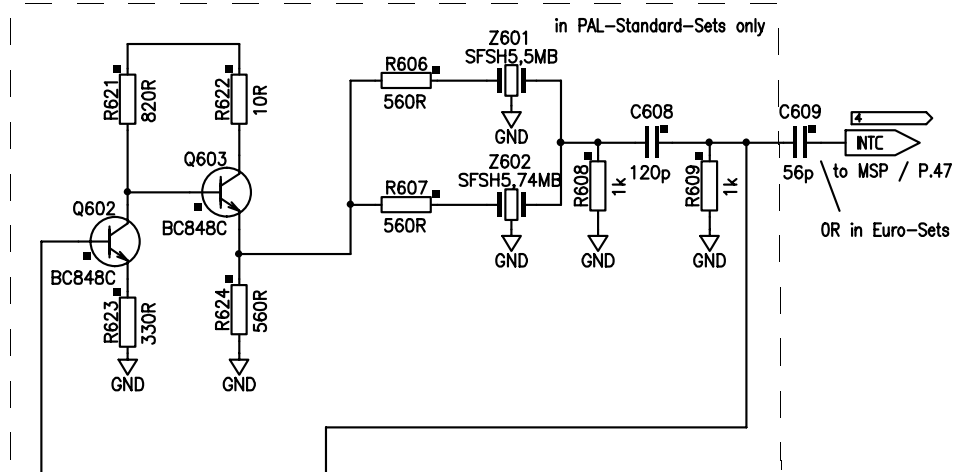 in PAL-Standard-Sets only
Z601
SFSH5,5MB
R606
560R
GND
R621
820R
R622
10R
Q603
BC848C
C608
120p
C609
56p
4
INTC
to MSP / P.47
0R in Euro-Sets
Z602
SFSH5,74MB
R607
560R
GND
R608
1k
GND
R609
1k
GND
Q602
BC848C
R623
330R
GND
R624
560R
GND